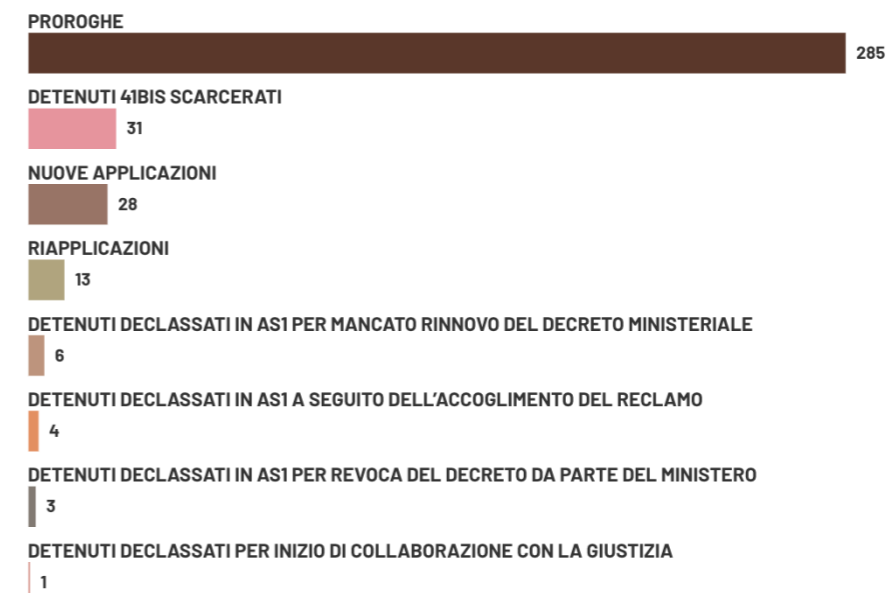 PROROGHE
285
DETENUTI 41BIS SCARCERATI
31
NUOVE APPLICAZIONI
28
RIAPPLICAZIONI
13
DETENUTI DECLASSATI IN AS1 PER MANCATO RINNOVO DEL DECRETO MINISTERIALE
6
DETENUTI DECLASSATI IN AS1 A SEGUITO DELL'ACCOGLIMENTO DEL RECLAMO
4
DETENUTI DECLASSATI IN AS1 PER REVOCA DEL DECRETO DA PARTE DEL MINISTERO
3
DETENUTI DECLASSATI PER INIZIO DI COLLABORAZIONE CON LA GIUSTIZIA
1